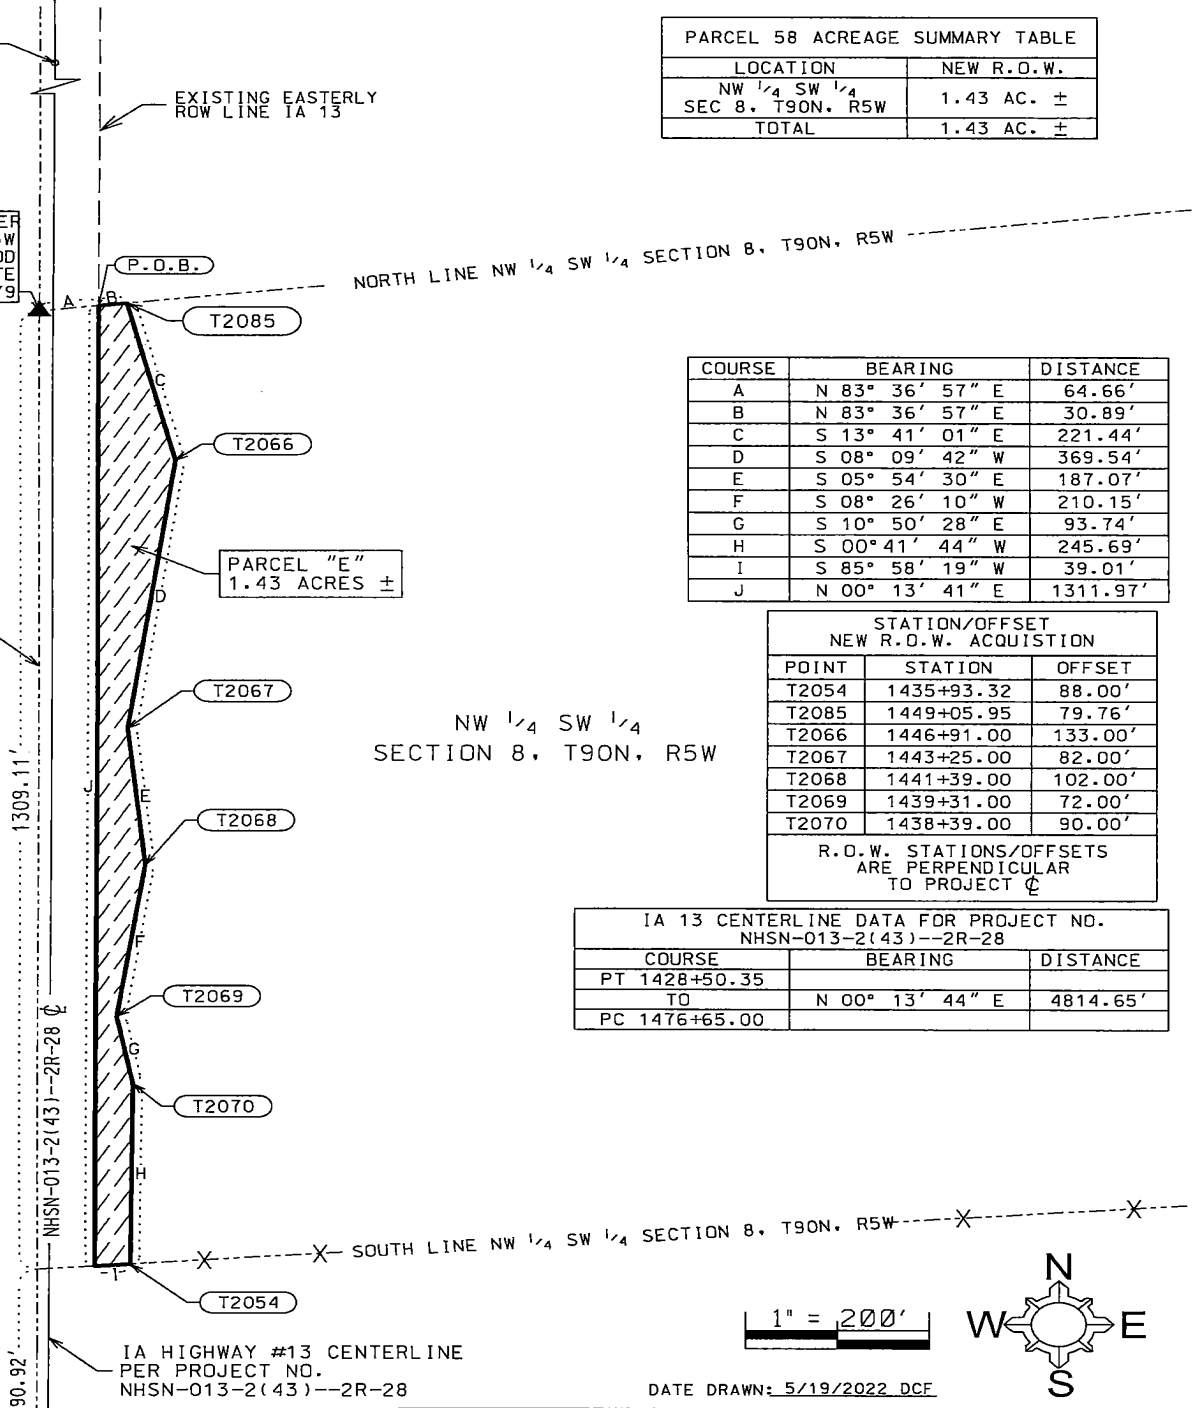 PARCEL 58 ACREAGE SUMMARY TABLE
LOCATION NEW R.O.W.
NW 1/4 SW 1/4
SEC 8, T90N, R5W 1.43 AC. ±
TOTAL 1.43 AC. ±
EXISTING EASTERLY
ROW LINE IA 13
P.O.B.
NORTH LINE NW 1/4 SW 1/4 SECTION 8, T90N, R5W
A B
T2085
C
T2066
COURSE BEARING DISTANCE
A N 83° 36' 57" E 64.66'
B N 83° 36' 57" E 30.89'
C S 13° 41' 01" E 221.44'
D S 08° 09' 42" W 369.54'
E S 05° 54' 30" E 187.07'
F S 08° 26' 10" W 210.15'
G S 10° 50' 28" E 93.74'
H S 00° 41' 44" W 245.69'
I S 85° 58' 19" W 39.01'
J N 00° 13' 41" E 1311.97'
PARCEL "E"
1.43 ACRES ±
D
STATION/OFFSET
NEW R.O.W. ACQUISTION
POINT STATION OFFSET
T2054 1435+93.32 88.00'
T2085 1449+05.95 79.76'
T2066 1446+91.00 133.00'
T2067 1443+25.00 82.00'
T2068 1441+39.00 102.00'
T2069 1439+31.00 72.00'
T2070 1438+39.00 90.00'
R.O.W. STATIONS/OFFSETS
ARE PERPENDICULAR
TO PROJECT ℄
T2067
NW 1/4 SW 1/4
SECTION 8, T90N, R5W
1309.11'
J
E
T2068
IA 13 CENTERLINE DATA FOR PROJECT NO.
NHSN-013-2(43)--2R-28
COURSE BEARING DISTANCE
PT 1428+50.35
TO N 00° 13' 44" E 4814.65'
PC 1476+65.00
F
T2069
G
NHSN-013-2(43)--2R-28 ℄
T2070
H
SOUTH LINE NW 1/4 SW 1/4 SECTION 8, T90N, R5W
I
T2054
90.92'
IA HIGHWAY #13 CENTERLINE
PER PROJECT NO.
NHSN-013-2(43)--2R-28
1" = 200'
N
W E
S
DATE DRAWN: 5/19/2022 DCF